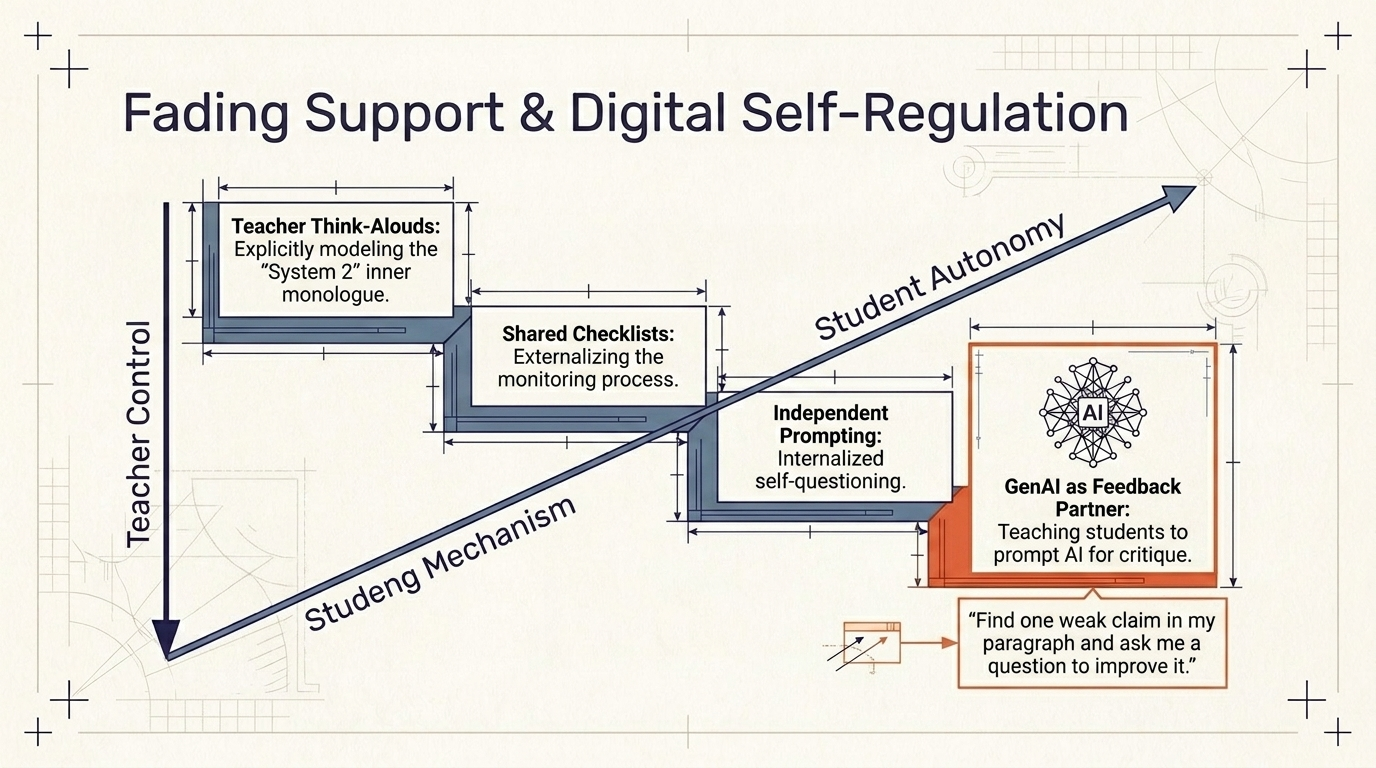 Fading Support & Digital Self-Regulation
Teacher Control
Teacher Think-Alouds:
Explicitly modeling the
“System 2” inner
monologue.
Shared Checklists:
Externalizing the
monitoring process.
Student Autonomy
Studeng Mechanism
Independent
Prompting:
Internalized
self-questioning.
AI
GenAI as Feedback
Partner:
Teaching students to
prompt AI for critique.
“Find one weak claim in my
paragraph and ask me a
question to improve it.”